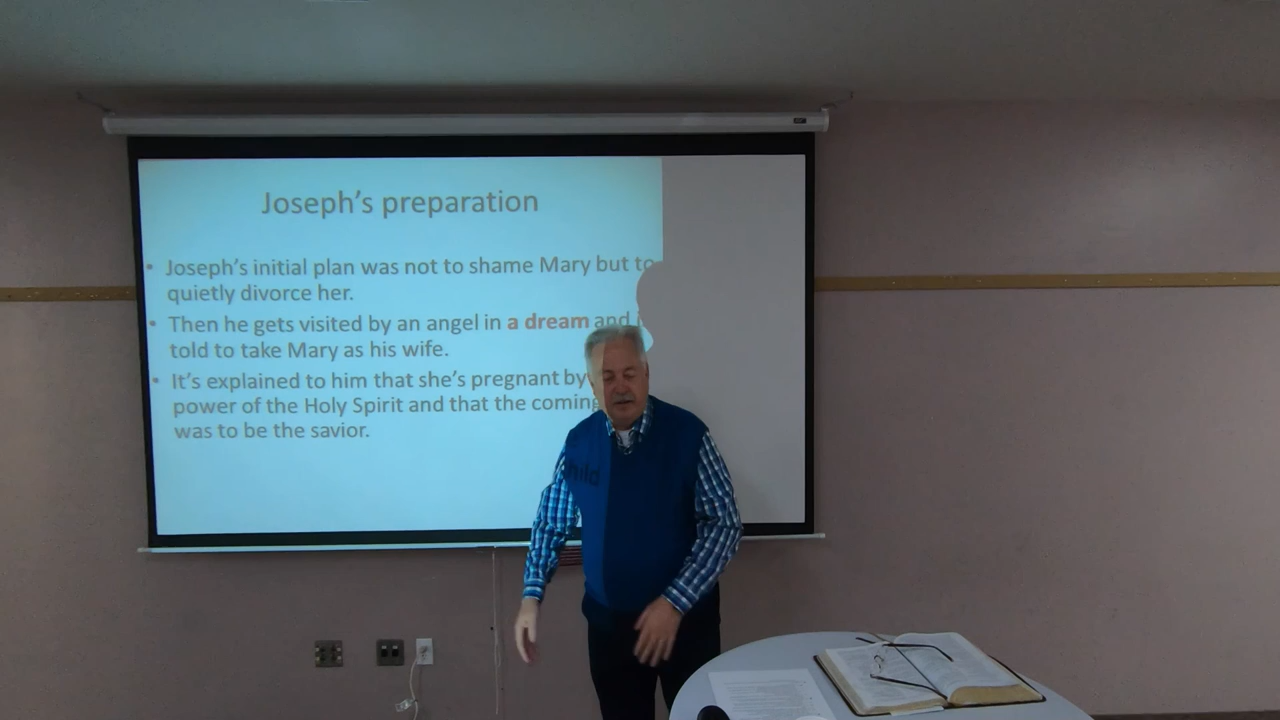 Joseph's preparation
• Joseph's initial plan was not to shame Mary but to
quietly divorce her.
• Then he gets visited by an angel in a dream and
told to take Mary as his wife.
• It's explained to him that she's pregnant by
power of the Holy Spirit and that the coming
hild
was to be the savior.